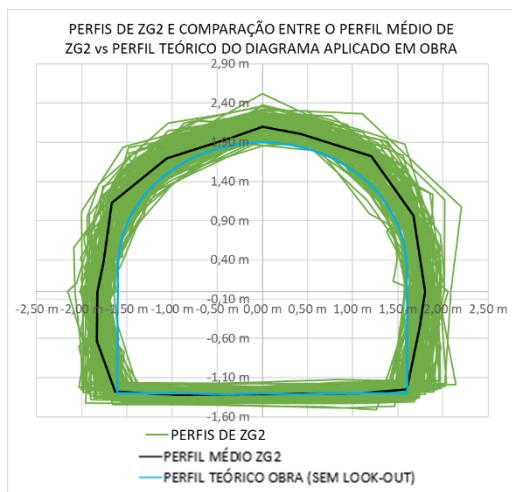 PERFIS DE ZG2 E COMPARAÇÃO ENTRE O PERFIL MÉDIO DE
ZG2 vs PERFIL TEÓRICO DO DIAGRAMA APLICADO EM OBRA
2,90 m
2,40 m
1,90 m
1,40 m
0,90 m
0,40 m
-0,10 m
-2,50 m -2,00 m -1,50 m -1,00 m -0,50 m 0,00 m 0,50 m 1,00 m 1,50 m 2,00 m 2,50 m
-0,60 m
-1,10 m
-1,60 m
PERFIS DE ZG2
PERFIL MÉDIO ZG2
PERFIL TEÓRICO OBRA (SEM LOOK-OUT)